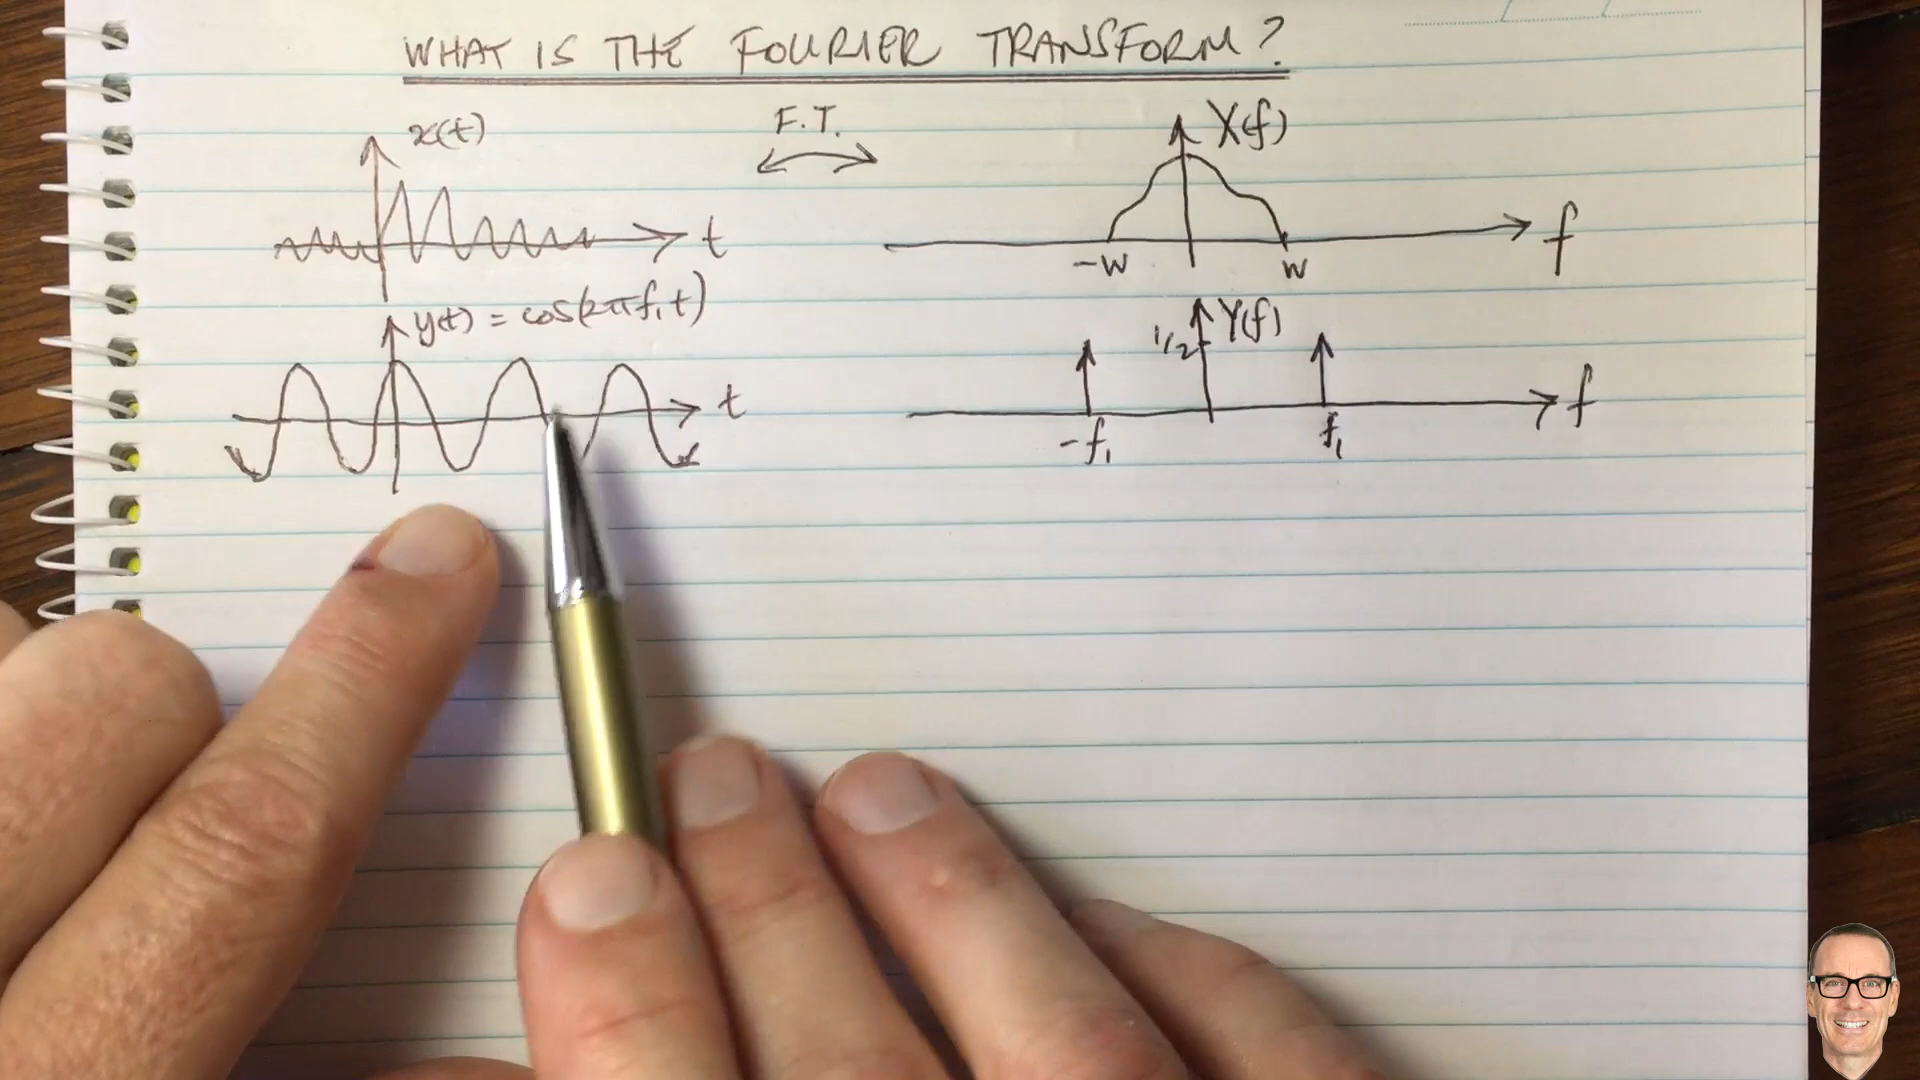 WHAT IS THE FOURIER TRANSFORM?
x(t)
F.T.
X(f)
t
-W
W
f
y(t) = cos(2πf₁t)
1/2
Y(f)
t
-f₁
f₁
f